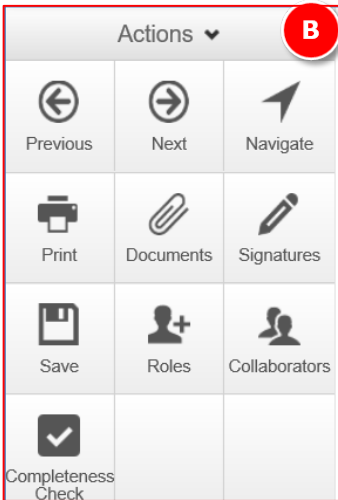 Actions
B
Previous Next Navigate
Print Documents Signatures
Save Roles Collaborators
Completeness
Check